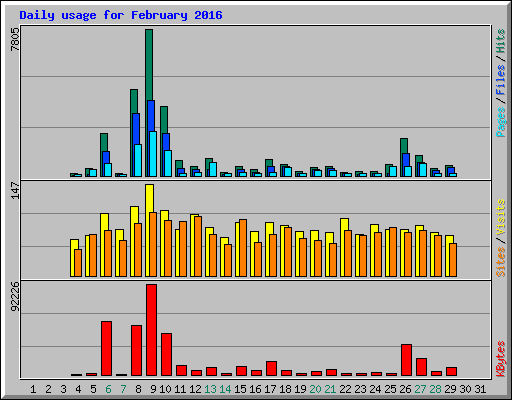 Daily usage for February 2016
7805
Pages / Files / Hits
147
Sites / Visits
92226
KBytes
1 2 3 4 5 6 7 8 9 10 11 12 13 14 15 16 17 18 19 20 21 22 23 24 25 26 27 28 29 30 31